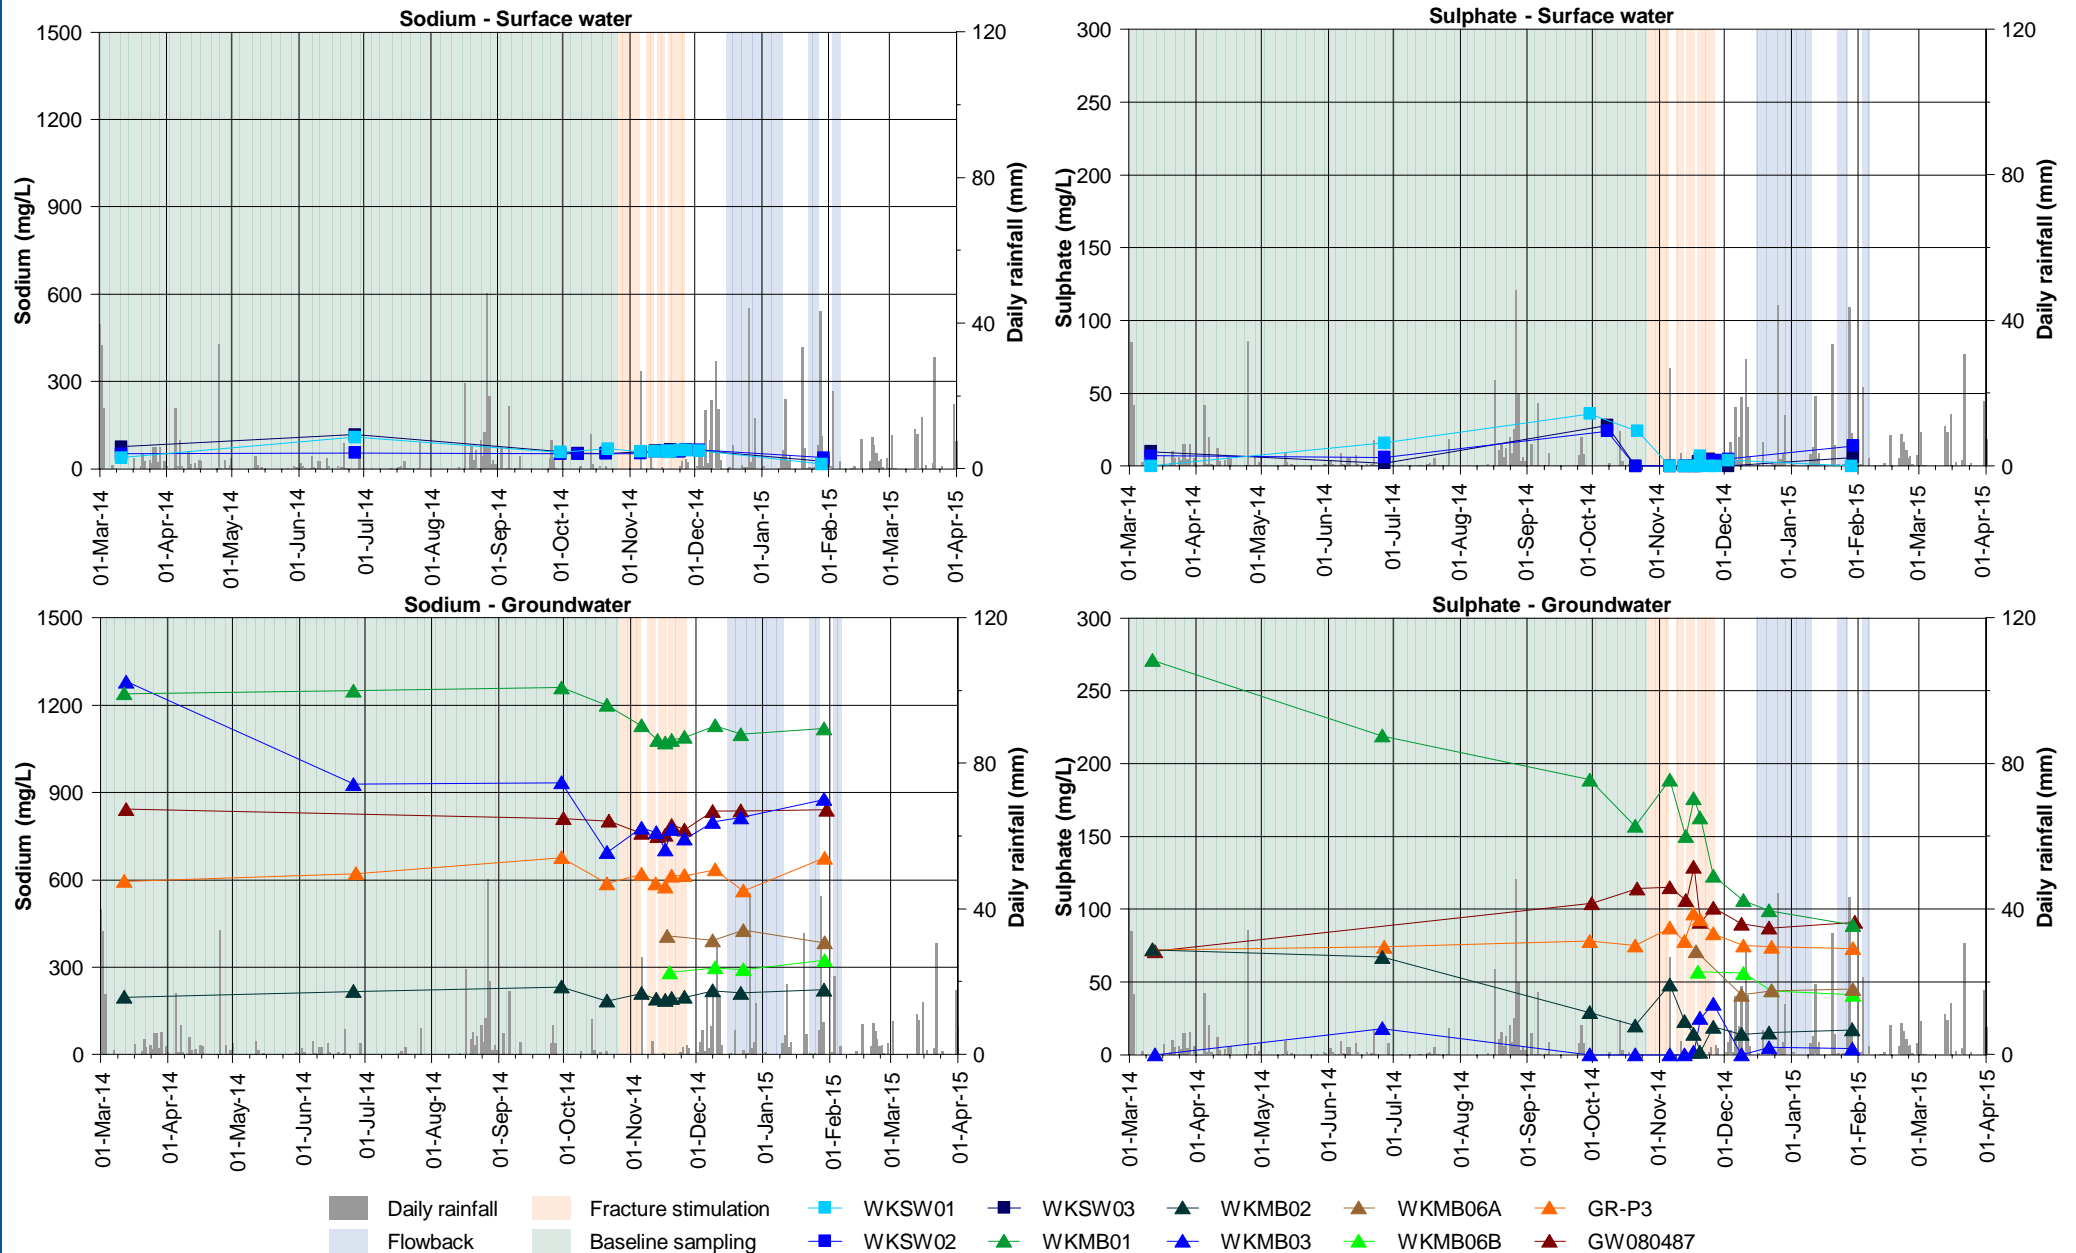 Sodium - Surface water
1500
1200
900
600
300
0
Sodium (mg/L)
120
80
40
0
Daily rainfall (mm)
01-Mar-14
01-Apr-14
01-May-14
01-Jun-14
01-Jul-14
01-Aug-14
01-Sep-14
01-Oct-14
01-Nov-14
01-Dec-14
01-Jan-15
01-Feb-15
01-Mar-15
01-Apr-15
Sulphate - Surface water
300
250
200
150
100
50
0
Sulphate (mg/L)
120
80
40
0
Daily rainfall (mm)
01-Mar-14
01-Apr-14
01-May-14
01-Jun-14
01-Jul-14
01-Aug-14
01-Sep-14
01-Oct-14
01-Nov-14
01-Dec-14
01-Jan-15
01-Feb-15
01-Mar-15
01-Apr-15
Sodium - Groundwater
1500
1200
900
600
300
0
Sodium (mg/L)
120
80
40
0
Daily rainfall (mm)
01-Mar-14
01-Apr-14
01-May-14
01-Jun-14
01-Jul-14
01-Aug-14
01-Sep-14
01-Oct-14
01-Nov-14
01-Dec-14
01-Jan-15
01-Feb-15
01-Mar-15
01-Apr-15
Sulphate - Groundwater
300
250
200
150
100
50
0
Sulphate (mg/L)
120
80
40
0
Daily rainfall (mm)
01-Mar-14
01-Apr-14
01-May-14
01-Jun-14
01-Jul-14
01-Aug-14
01-Sep-14
01-Oct-14
01-Nov-14
01-Dec-14
01-Jan-15
01-Feb-15
01-Mar-15
01-Apr-15
Daily rainfall Fracture stimulation WKSW01 WKSW03 WKMB02 WKMB06A GR-P3
Flowback Baseline sampling WKSW02 WKMB01 WKMB03 WKMB06B GW080487